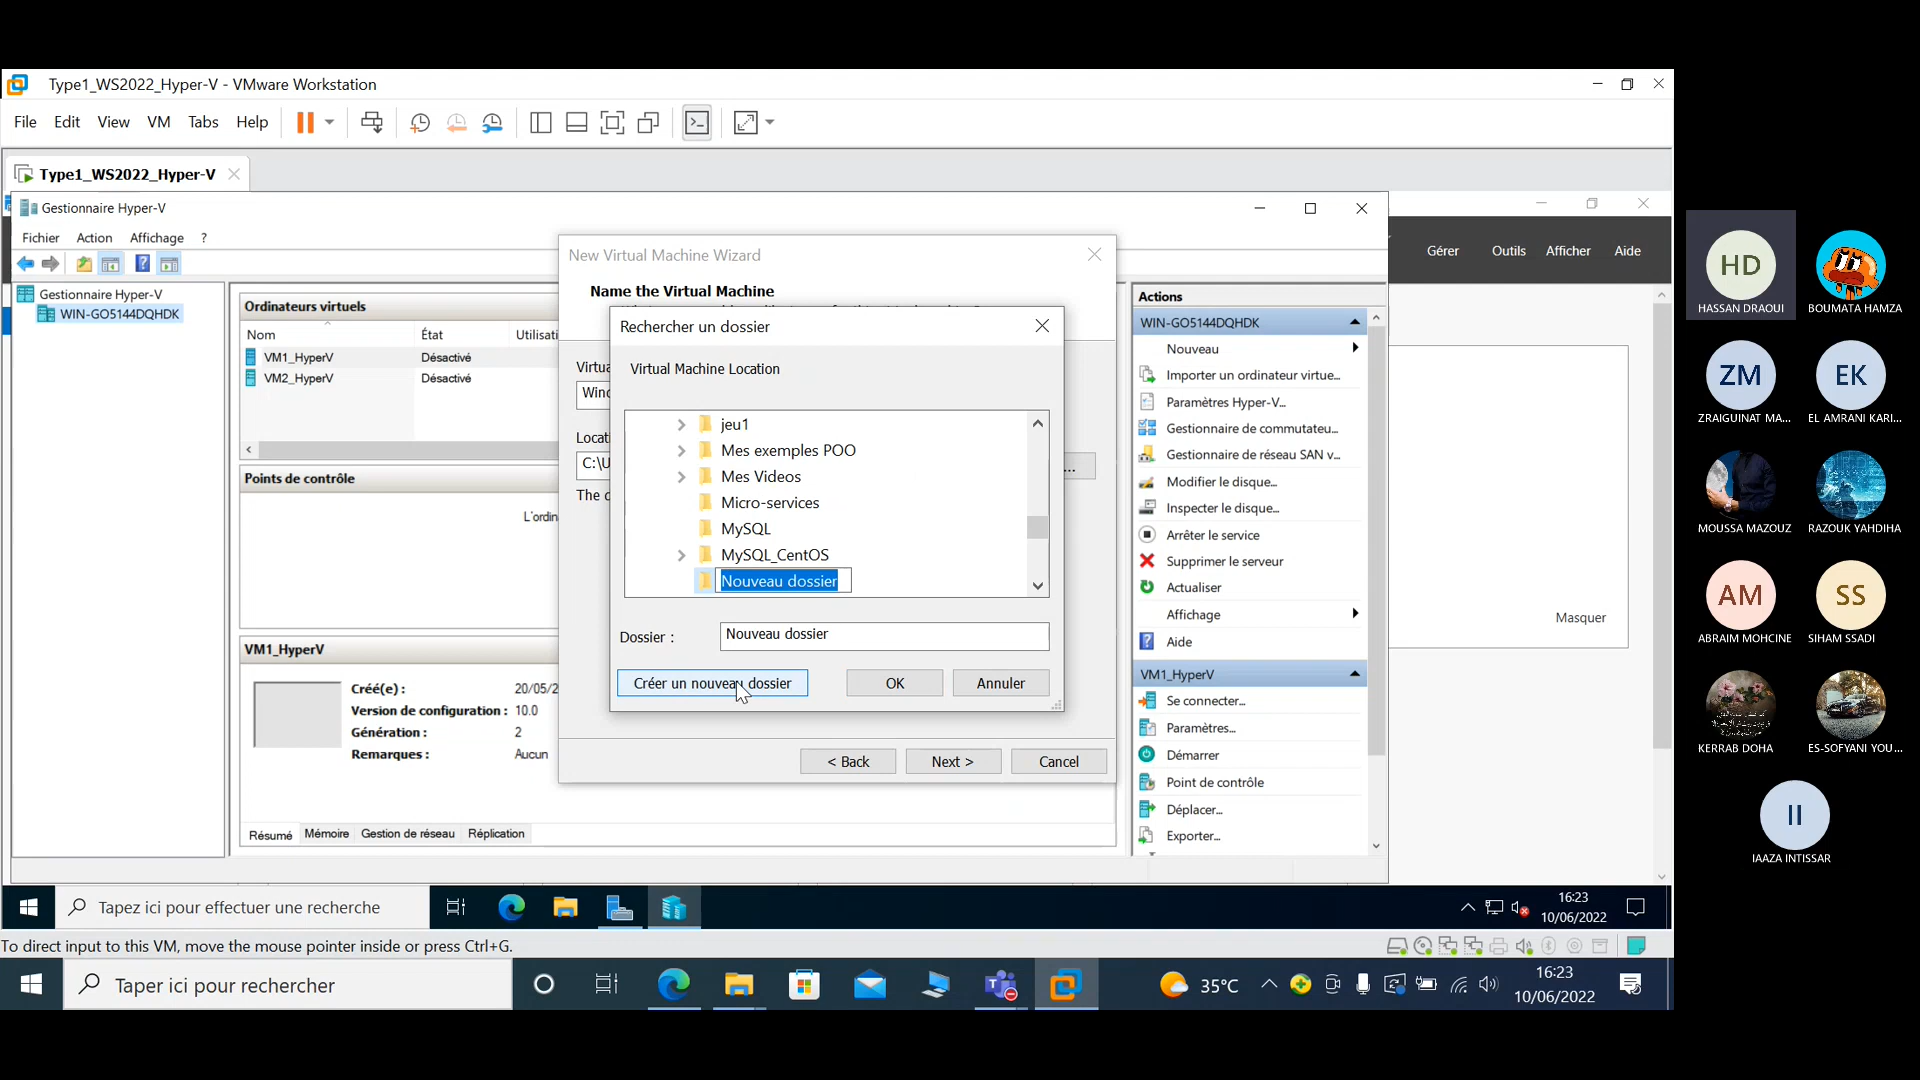 Type1_WS2022_Hyper-V - VMware Workstation
File Edit View VM Tabs Help
Type1_WS2022_Hyper-V
Gestionnaire Hyper-V
Fichier Action Affichage ?
Gestionnaire Hyper-V
WIN-GO5144DQHDK
Ordinateurs virtuels
Nom État Utilisati
VM1_HyperV Désactivé
VM2_HyperV Désactivé
Points de contrôle
L'ordin
VM1_HyperV
Créé(e) : 20/05/2
Version de configuration : 10.0
Génération : 2
Remarques : Aucun
Résumé Mémoire Gestion de réseau Réplication
New Virtual Machine Wizard
Name the Virtual Machine
Virtua
Wind
Locati
C:\U
The d
...
Rechercher un dossier
Virtual Machine Location
jeu1
Mes exemples POO
Mes Videos
Micro-services
MySQL
MySQL_CentOS
Nouveau dossier
Dossier : Nouveau dossier
Créer un nouveau dossier OK Annuler
< Back Next > Cancel
Actions
WIN-GO5144DQHDK
Nouveau
Importer un ordinateur virtue...
Paramètres Hyper-V...
Gestionnaire de commutateu...
Gestionnaire de réseau SAN v...
Modifier le disque...
Inspecter le disque...
Arrêter le service
Supprimer le serveur
Actualiser
Affichage
Aide
VM1_HyperV
Se connecter...
Paramètres...
Démarrer
Point de contrôle
Déplacer...
Exporter...
Gérer Outils Afficher Aide
Masquer
Tapez ici pour effectuer une recherche
16:23
10/06/2022
To direct input to this VM, move the mouse pointer inside or press Ctrl+G.
Taper ici pour rechercher
35°C
16:23
10/06/2022
HD
HASSAN DRAOUI
BOUMATA HAMZA
ZM
ZRAIGUINAT MA...
EK
EL AMRANI KARI...
MOUSSA MAZOUZ
RAZOUK YAHDIHA
AM
ABRAIM MOHCINE
SS
SIHAM SSADI
KERRAB DOHA
ES-SOFYANI YOU...
II
IAAZA INTISSAR